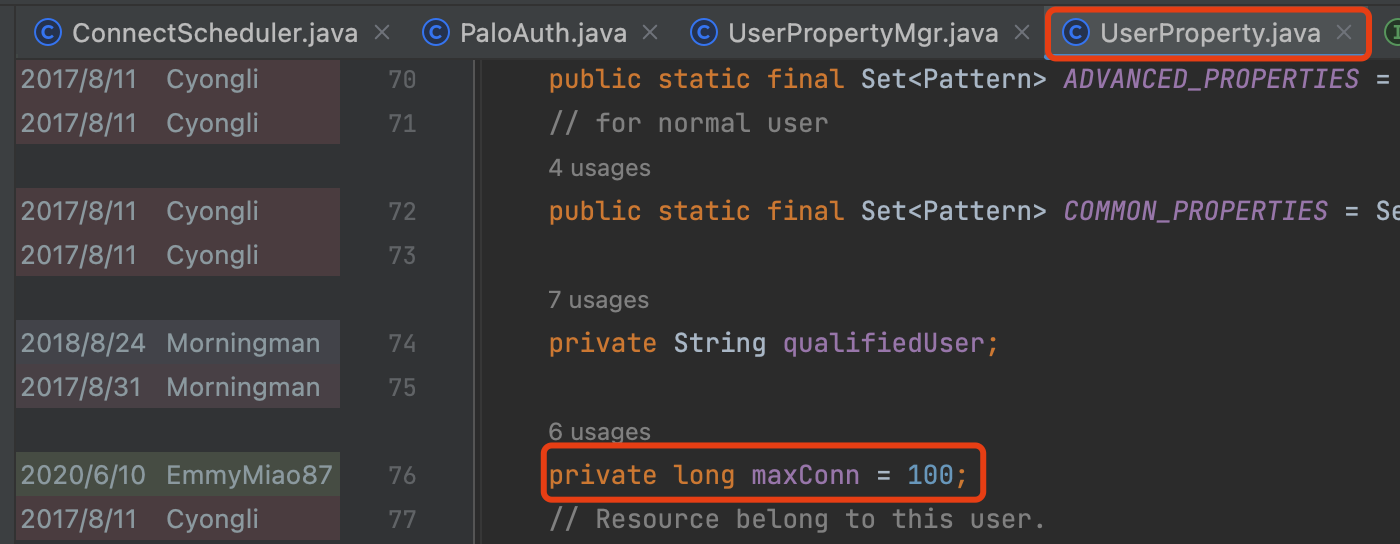 ConnectScheduler.java × PaloAuth.java × UserPropertyMgr.java × UserProperty.java ×
2017/8/11 Cyongli 70 public static final Set<Pattern> ADVANCED_PROPERTIES =
2017/8/11 Cyongli 71 // for normal user
4 usages
2017/8/11 Cyongli 72 public static final Set<Pattern> COMMON_PROPERTIES = Se
2017/8/11 Cyongli 73
7 usages
2018/8/24 Morningman 74 private String qualifiedUser;
2017/8/31 Morningman 75
6 usages
2020/6/10 EmmyMiao87 76 private long maxConn = 100;
2017/8/11 Cyongli 77 // Resource belong to this user.